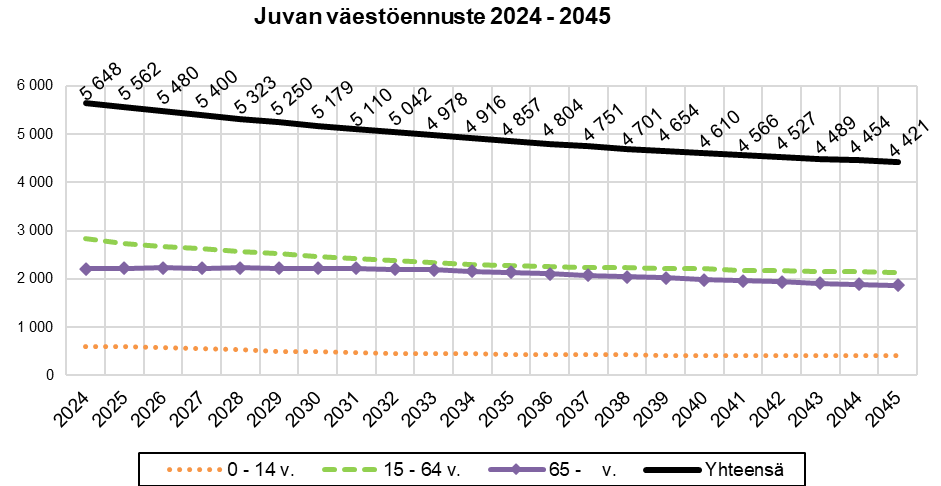 Juvan väestöennuste 2024 - 2045
5 648 5 562 5 480 5 400 5 323 5 250 5 179 5 110 5 042 4 978 4 916 4 857 4 804 4 751 4 701 4 654 4 610 4 566 4 527 4 489 4 454 4 421
6 000
5 000
4 000
3 000
2 000
1 000
0
2024 2025 2026 2027 2028 2029 2030 2031 2032 2033 2034 2035 2036 2037 2038 2039 2040 2041 2042 2043 2044 2045
0 - 14 v. 15 - 64 v. 65 - v. Yhteensä